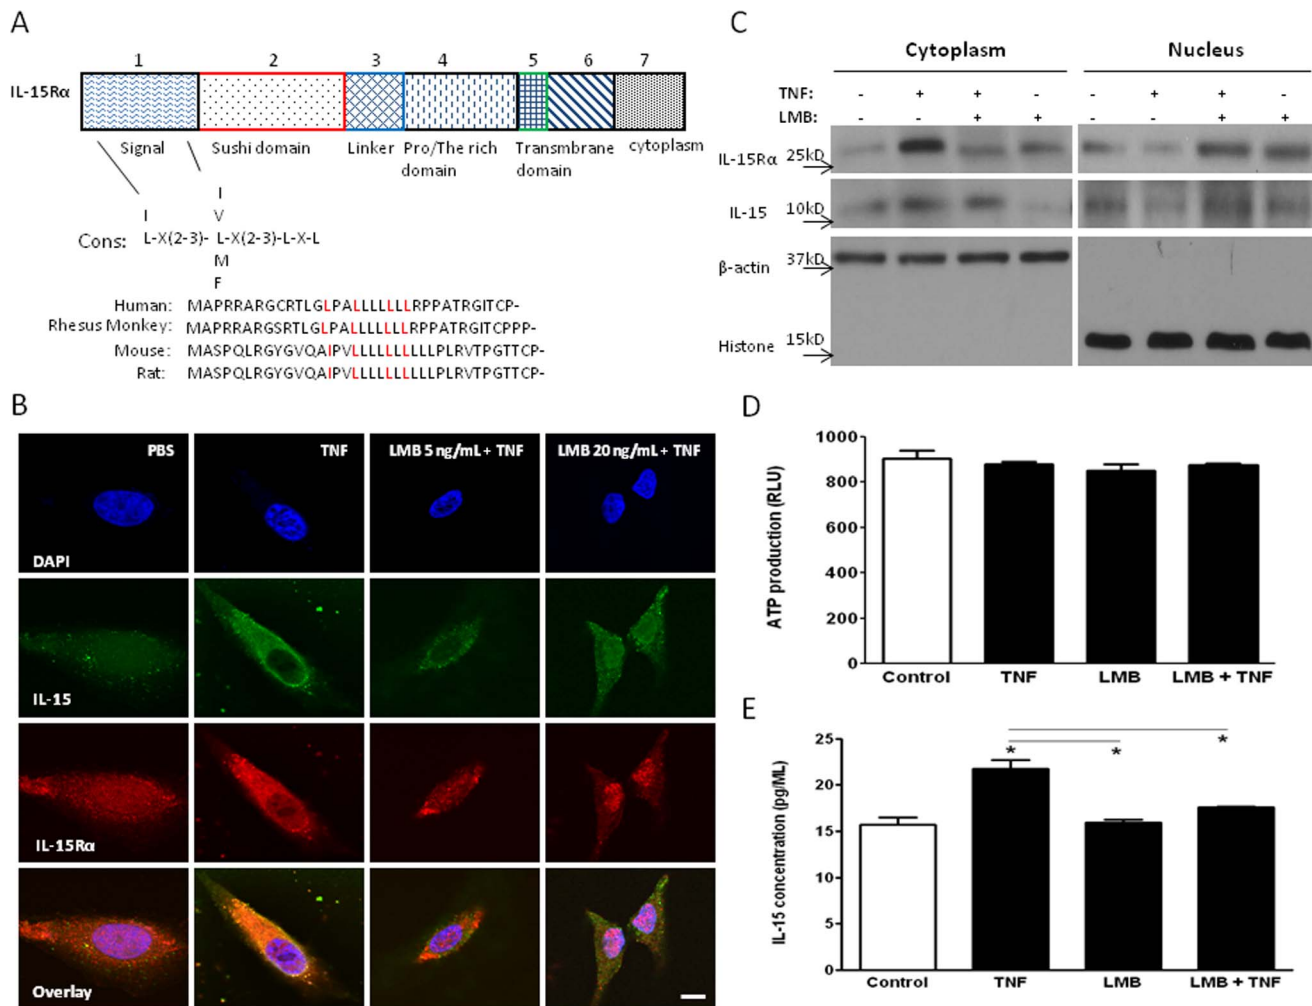 A
1 2 3 4 5 6 7
IL-15Rα
Signal Sushi domain Linker Pro/The rich domain Transmbrane domain cytoplasm
I
I V
Cons: L-X(2-3)- L-X(2-3)-L-X-L
M
F
Human: MAPRRARGCRTLGLPALLLLLLLRPPATRGITCP-
Rhesus Monkey: MAPRRARGSRTLGLPALLLLLLLRPPATRGITCPPP-
Mouse: MASPQLRGYGVQAIPVLLLLLLLLLLPLRVTPGTTCP-
Rat: MASPQLRGYGVQAIPVLLLLLLLLLLPLRVTPGTTCP-
B
PBS TNF LMB 5 ng/mL + TNF LMB 20 ng/mL + TNF
DAPI
IL-15
IL-15Rα
Overlay
C
Cytoplasm Nucleus
TNF: - + + - - + + -
LMB: - - + + - - + +
IL-15Rα 25kD
IL-15 10kD
β-actin 37kD
Histone 15kD
D
ATP production (RLU)
1000
800
600
400
200
0
Control TNF LMB LMB + TNF
E
IL-15 concentration (pg/ML)
25
20
15
10
5
0
* * *
Control TNF LMB LMB + TNF